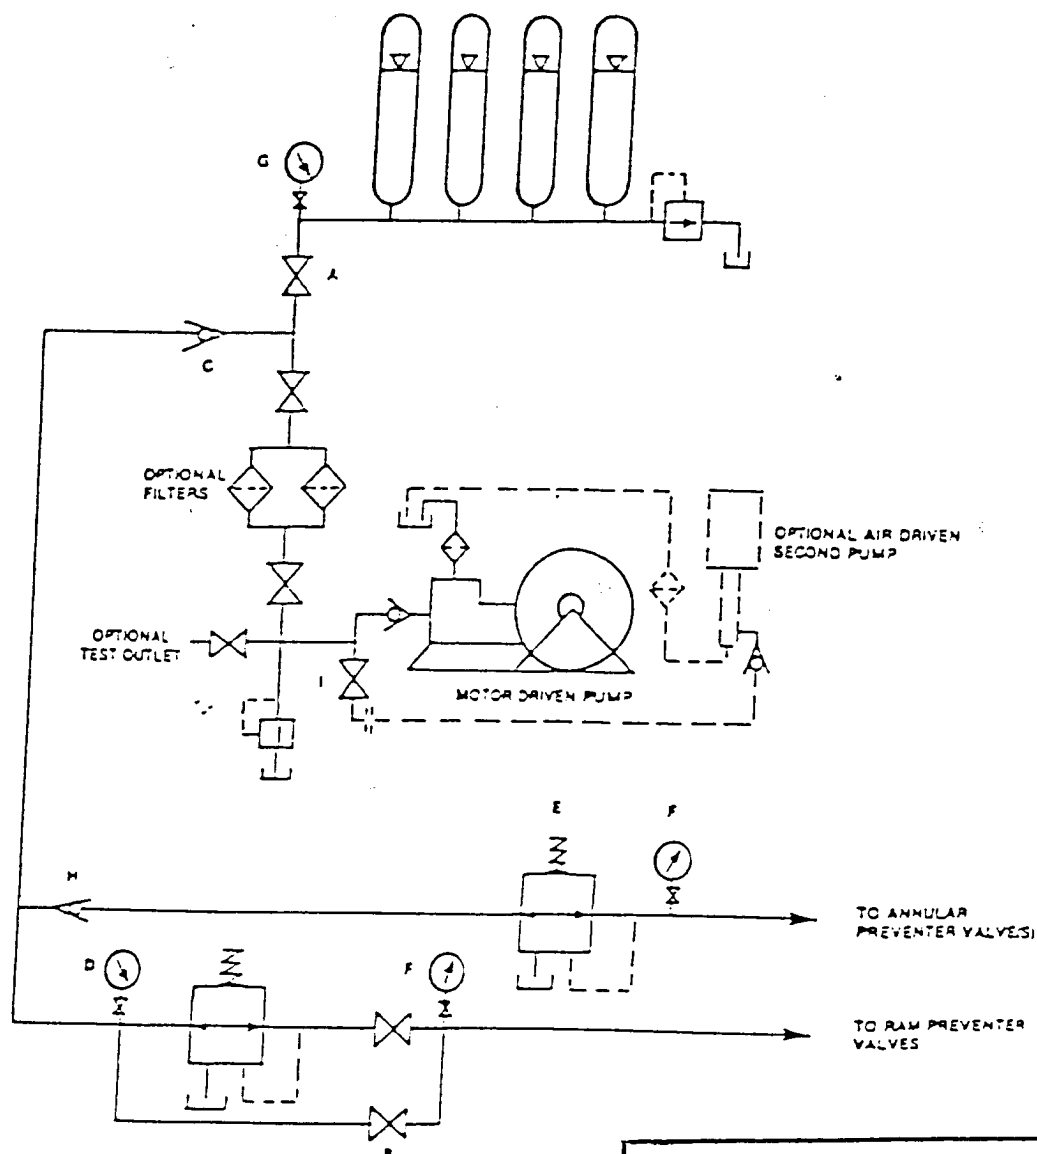 G
A
C
OPTIONAL
FILTERS
OPTIONAL AIR DRIVEN
SECOND PUMP
OPTIONAL
TEST OUTLET
I
MOTOR DRIVEN PUMP
E
F
H
TO ANNULAR
PREVENTER VALVE(S)
D
F
TO RAM PREVENTER
VALVES